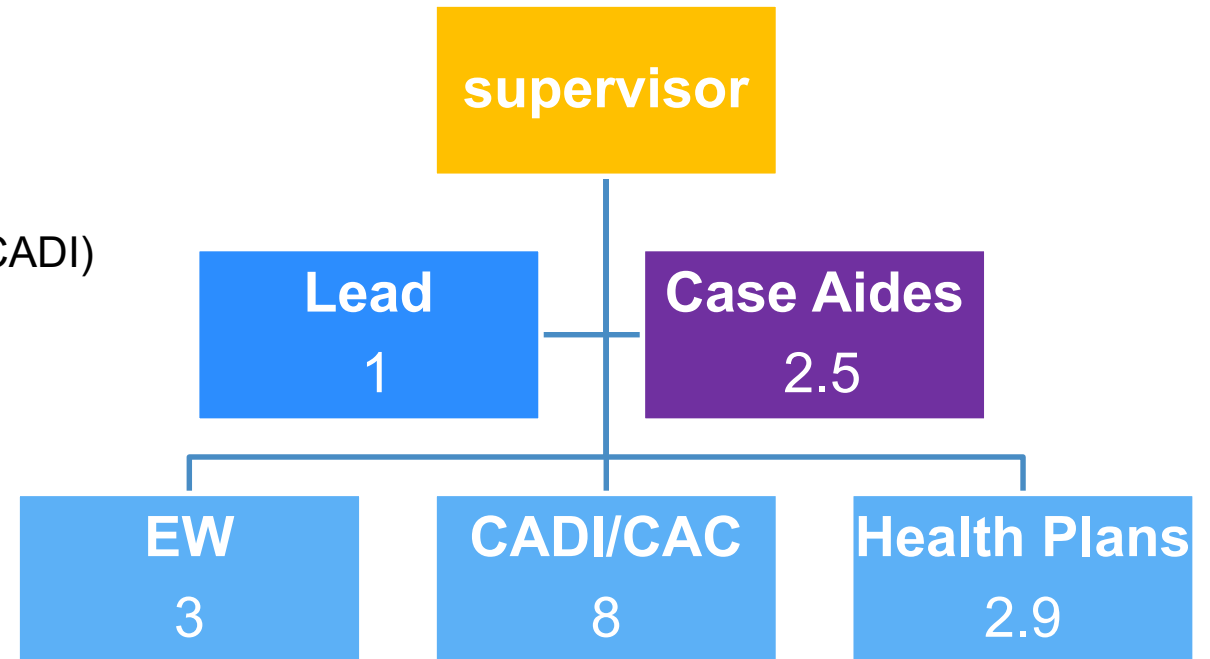 supervisor
CADI)
Lead
1
Case Aides
2.5
EW
3
CADI/CAC
8
Health Plans
2.9